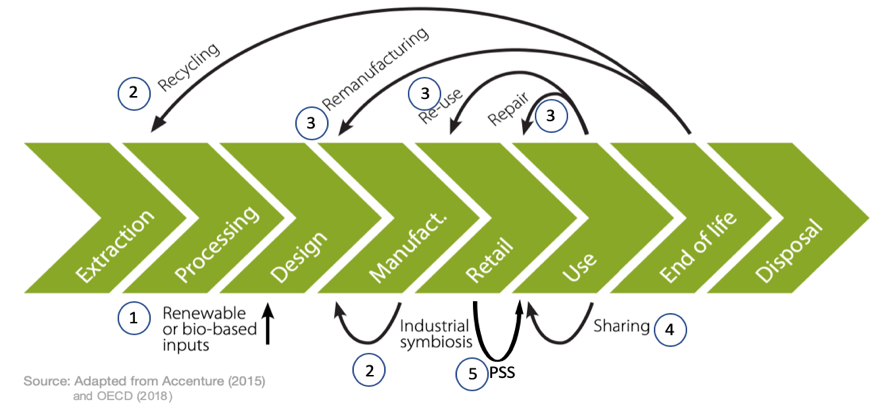 2
Recycling
3
Remanufacturing
3
Re-use
Repair
3
Extraction
Processing
Design
Manufact.
Retail
Use
End of life
Disposal
1
Renewable
or bio-based
inputs
2
Industrial
symbiosis
5
PSS
Sharing
4
Source: Adapted from Accenture (2015)
and OECD (2018)